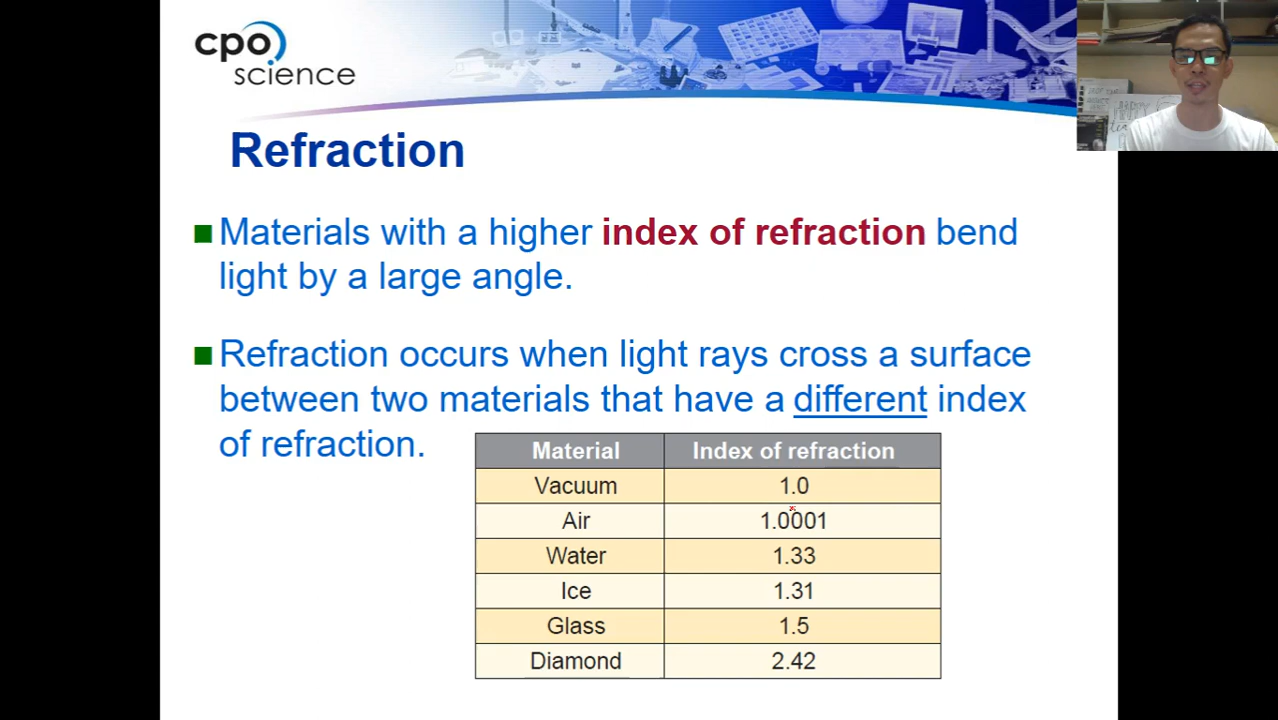 cpo
science
Refraction
Materials with a higher index of refraction bend
light by a large angle.
Refraction occurs when light rays cross a surface
between two materials that have a different index
of refraction.
Material Index of refraction
Vacuum 1.0
Air 1.0001
Water 1.33
Ice 1.31
Glass 1.5
Diamond 2.42